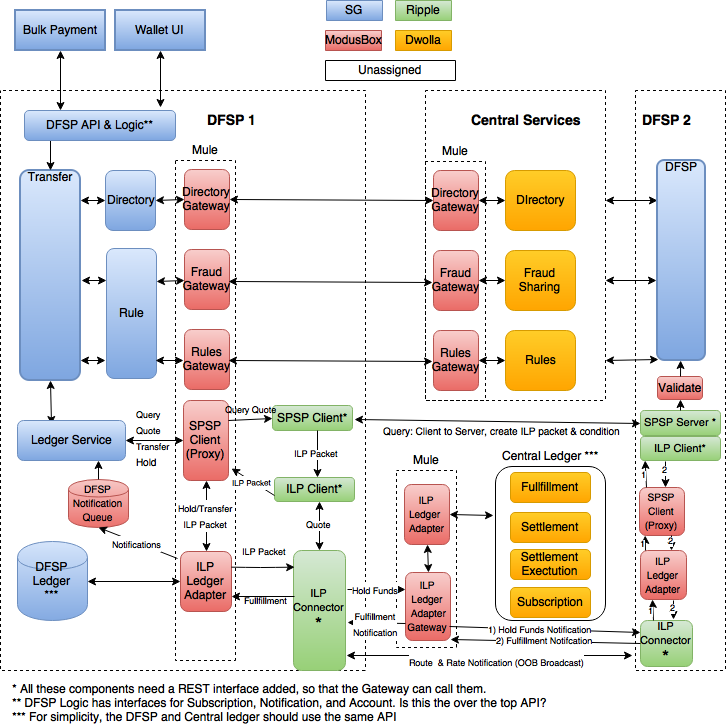 Bulk Payment
Wallet UI
SG
Ripple
ModusBox
Dwolla
Unassigned
DFSP API & Logic**
DFSP 1
Central Services
DFSP 2
Mule
Mule
Transfer
Directory
Directory
Gateway
Directory
Gateway
DIrectory
DFSP
Rule
Fraud
Gateway
Fraud
Gateway
Fraud
Sharing
Rules
Gateway
Rules
Gateway
Rules
Validate
Ledger Service
Query
Quote
Transfer
Hold
SPSP
Client
(Proxy)
Query Quote
SPSP Client*
Query: Client to Server, create ILP packet & condition
SPSP Server *
ILP Client*
ILP Packet
ILP Packet
ILP Client*
Mule
Central Ledger ***
1
2
DFSP
Notification
Queue
Hold/Transfer
ILP Packet
Quote
ILP
Ledger
Adapter
Fullfillment
Settlement
Settlement
Exectution
Subscription
SPSP
Client
(Proxy)
1
2
Notifications
ILP Packet
DFSP
Ledger
***
ILP
Ledger
Adapter
Fullfillment
ILP
Connector
*
Hold Funds
Fulfillment
Notification
ILP
Ledger
Adapter
Gateway
ILP
Ledger
Adapter
1
2
1) Hold Funds Notification
2) Fulfillment Notification
ILP
Connector
*
Route & Rate Notification (OOB Broadcast)
* All these components need a REST interface added, so that the Gateway can call them.
** DFSP Logic has interfaces for Subscription, Notification, and Account. Is this the over the top API?
*** For simplicity, the DFSP and Central ledger should use the same API